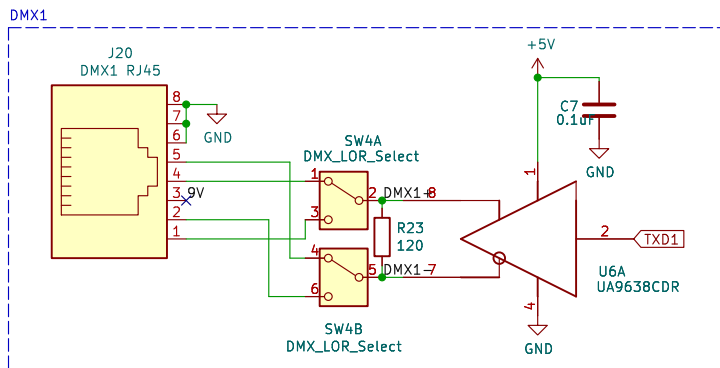 DMX1
J20
DMX1 RJ45
8
7
6
5
4
3
2
1
9V
GND
SW4A
DMX_LOR_Select
1
2
3
DMX1+
8
R23
120
4
5
6
DMX1-
7
SW4B
DMX_LOR_Select
+5V
C7
0.1uF
GND
1
2
TXD1
U6A
UA9638CDR
4
GND